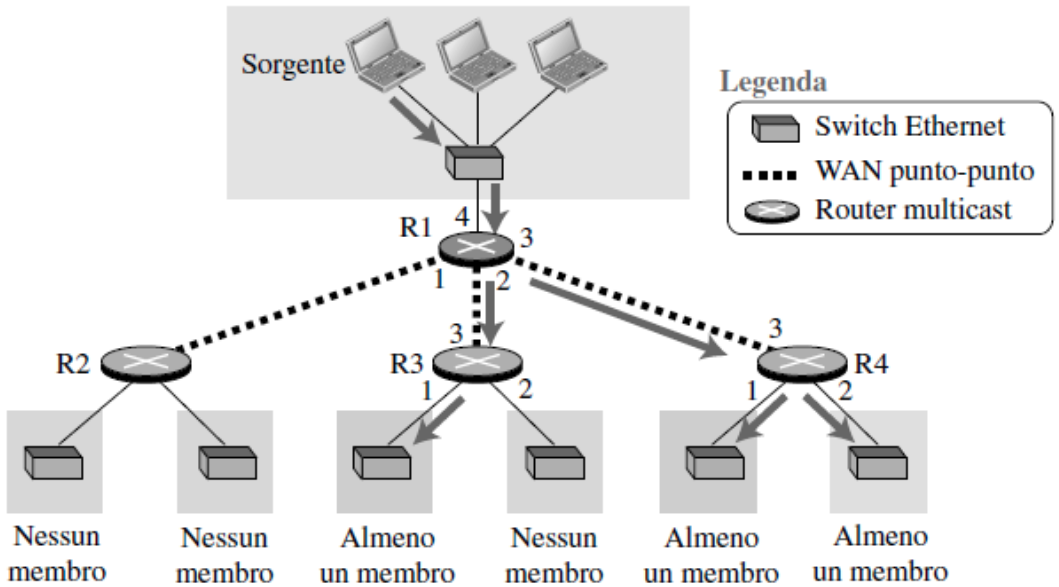 Sorgente
Legenda
Switch Ethernet
WAN punto-punto
Router multicast
R1
4
3
1
2
R2
R3
3
1
2
R4
3
1
2
Nessun
membro
Nessun
membro
Almeno
un membro
Nessun
membro
Almeno
un membro
Almeno
un membro